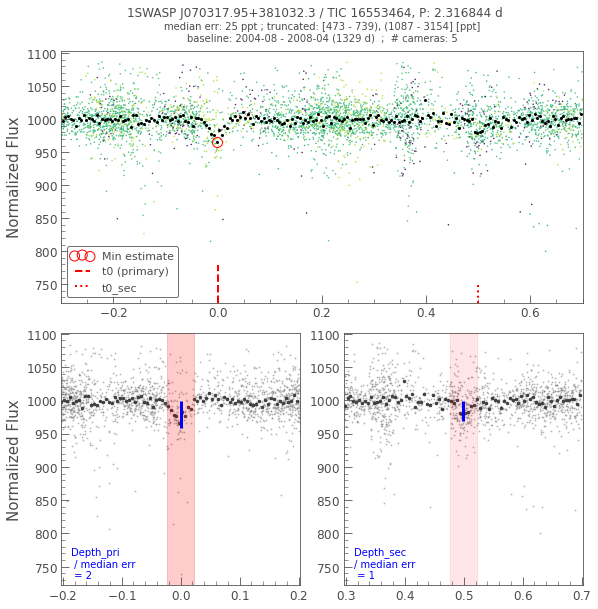 1SWASP J070317.95+381032.3 / TIC 16553464, P: 2.316844 d
median err: 25 ppt ; truncated: [473 - 739), (1087 - 3154] [ppt]
baseline: 2004-08 - 2008-04 (1329 d)  ;  # cameras: 5
Normalized Flux
1100
1050
1000
950
900
850
800
750
Min estimate
t0 (primary)
t0_sec
−0.2 0.0 0.2 0.4 0.6
Normalized Flux
1100
1050
1000
950
900
850
800
750
Depth_pri
/ median err
= 2
−0.2 −0.1 0.0 0.1 0.2
1100
1050
1000
950
900
850
800
750
Depth_sec
/ median err
= 1
0.3 0.4 0.5 0.6 0.7